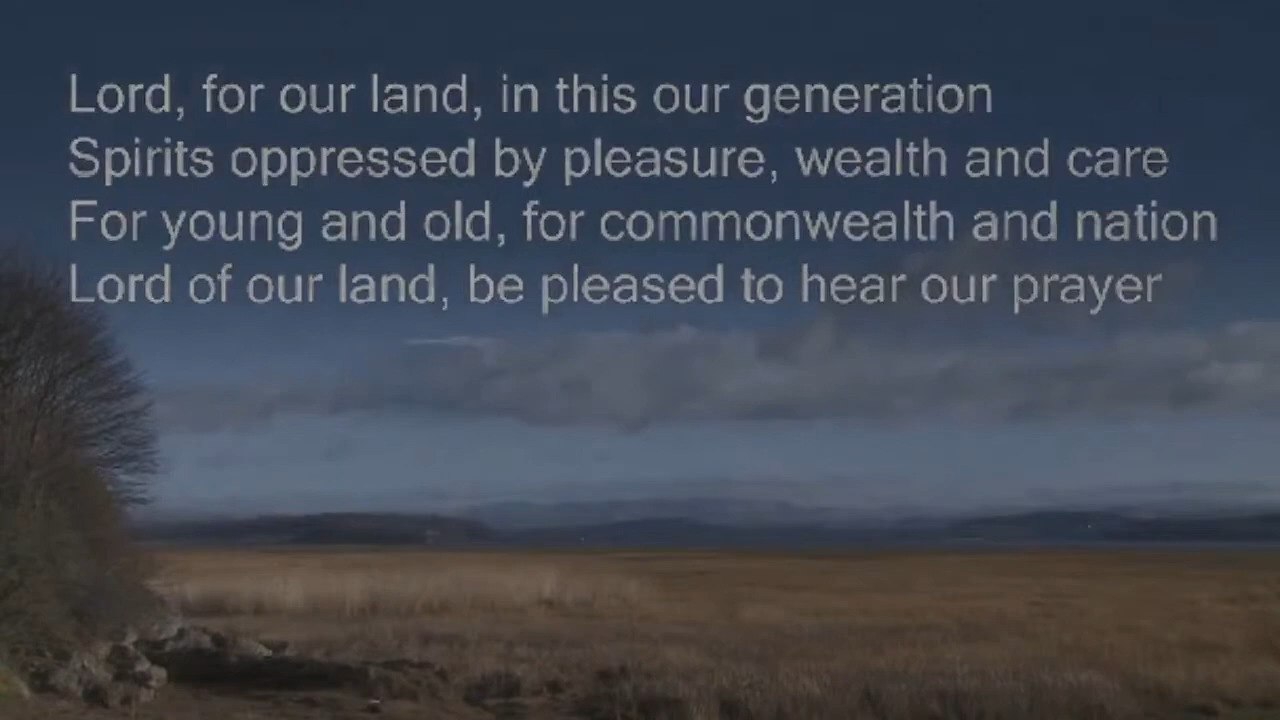 Lord, for our land, in this our generation
Spirits oppressed by pleasure, wealth and care
For young and old, for commonwealth and nation
Lord of our land, be pleased to hear our prayer